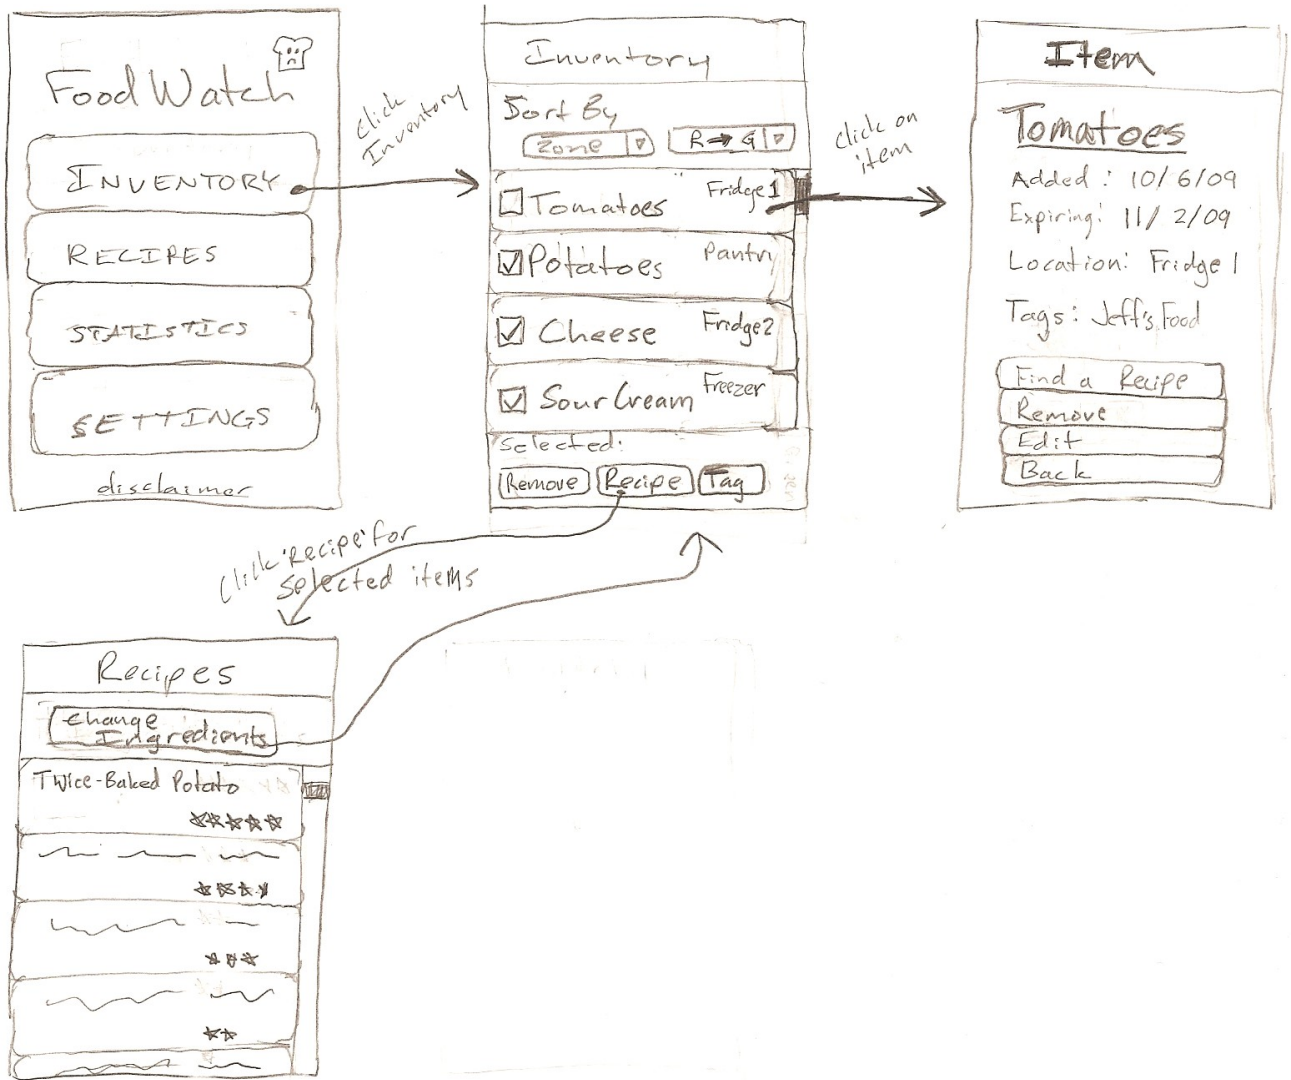 Food Watch
INVENTORY
RECIPES
STATISTICS
SETTINGS
disclaimer
click
Inventory
Inventory
Sort By
Zone
R→G
Tomatoes
Fridge 1
Potatoes
Pantry
Cheese
Fridge 2
Sour Cream
Freezer
Selected:
Remove
Recipe
Tag
click on
item
Item
Tomatoes
Added: 10/6/09
Expiring: 11/2/09
Location: Fridge 1
Tags: Jeff's Food
Find a Recipe
Remove
Edit
Back
Click 'Recipe' for
selected items
Recipes
Change
Ingredients
Twice-Baked Potato